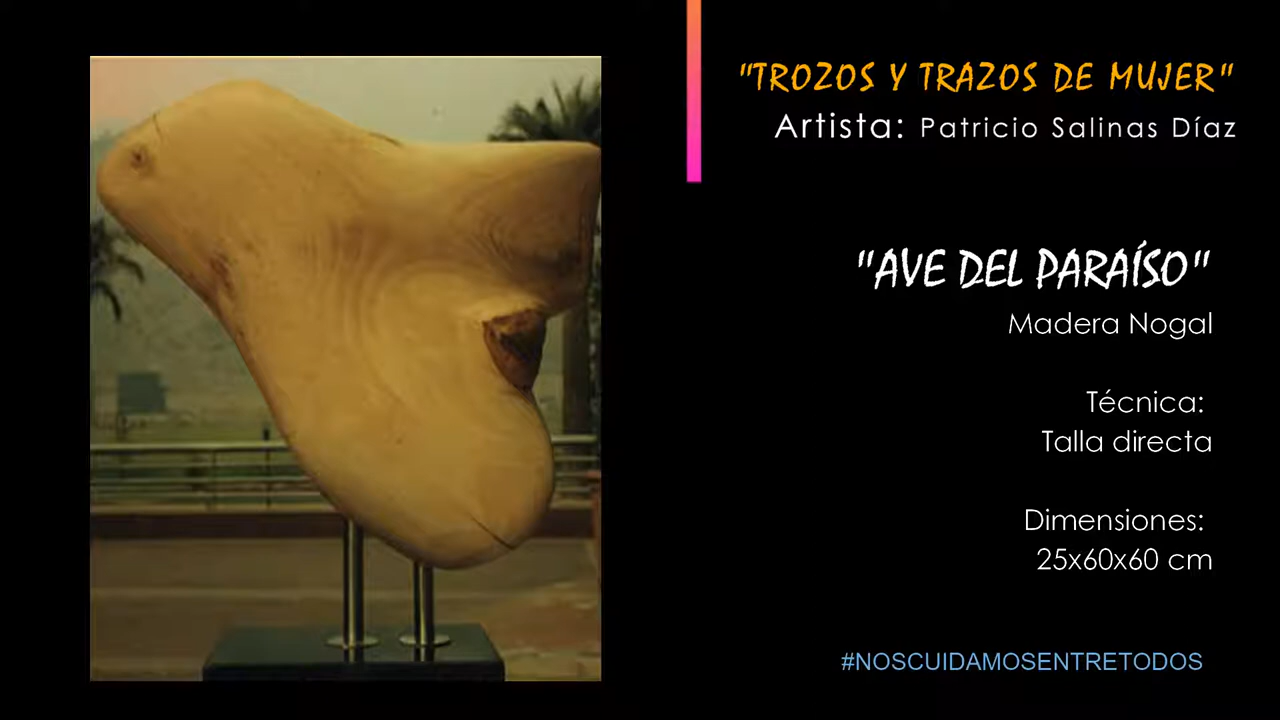 "TROZOS Y TRAZOS DE MUJER"
Artista: Patricio Salinas Díaz
"AVE DEL PARAÍSO"
Madera Nogal
Técnica:
Talla directa
Dimensiones:
25x60x60 cm
#NOSCUIDAMOSENTRETODOS